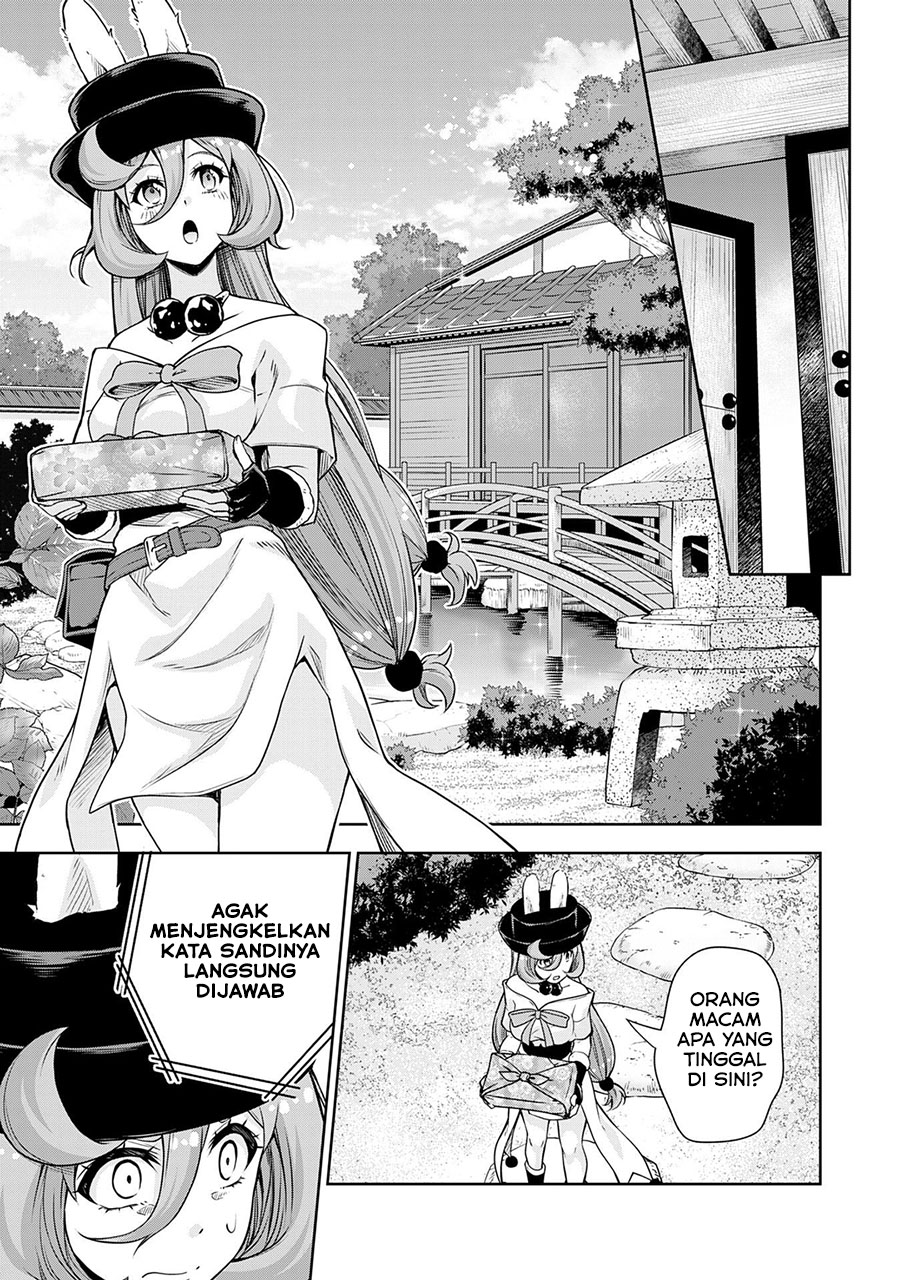 ORANG
MACAM
APA YANG
TINGGAL
DI SINI?
AGAK
MENJENGKELKAN
KATA SANDINYA
LANGSUNG
DIJAWAB